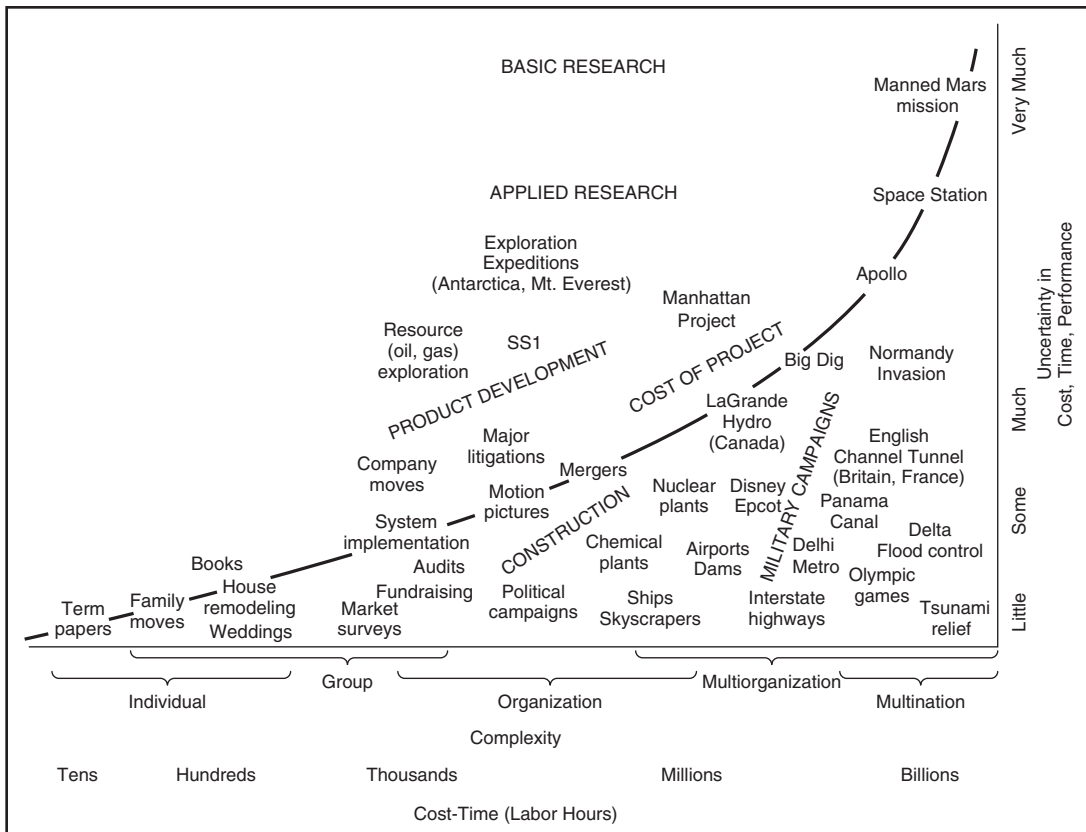 BASIC RESEARCH
Manned Mars
mission
Very Much
APPLIED RESEARCH
Space Station
Exploration
Expeditions
(Antarctica, Mt. Everest)
Apollo
Manhattan
Project
Resource
(oil, gas)
exploration
SS1
PRODUCT DEVELOPMENT
COST OF PROJECT
Big Dig
Normandy
Invasion
Uncertainty in
Cost, Time, Performance
Much
LaGrande
Hydro
(Canada)
Major
litigations
English
Channel Tunnel
(Britain, France)
Company
moves
Mergers
MILITARY CAMPAIGNS
Motion
pictures
CONSTRUCTION
Nuclear
plants
Disney
Epcot
Panama
Canal
Some
System
implementation
Chemical
plants
Airports
Dams
Delhi
Metro
Delta
Flood control
Books
Audits
Fundraising
Olympic
games
Term
papers
Family
moves
House
remodeling
Weddings
Market
surveys
Political
campaigns
Ships
Skyscrapers
Interstate
highways
Tsunami
relief
Little
Individual
Group
Organization
Multiorganization
Multination
Complexity
Tens
Hundreds
Thousands
Millions
Billions
Cost-Time (Labor Hours)